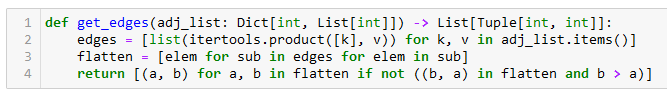 1 def get_edges(adj_list: Dict[int, List[int]]) -> List[Tuple[int, int]]:
2     edges = [list(itertools.product([k], v)) for k, v in adj_list.items()]
3     flatten = [elem for sub in edges for elem in sub]
4     return [(a, b) for a, b in flatten if not ((b, a) in flatten and b > a)]